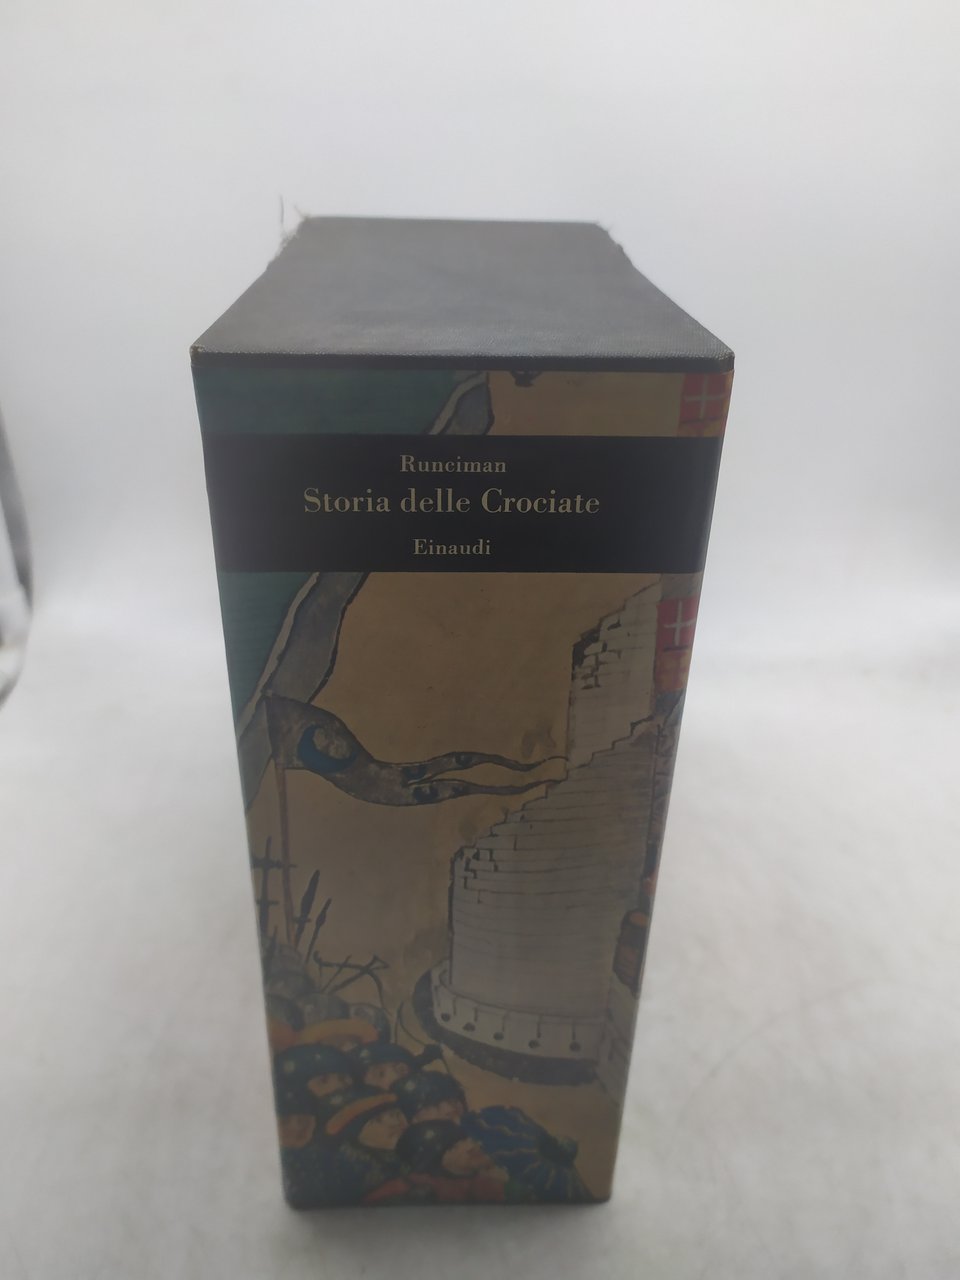 Runciman
Storia delle Crociate
Einaudi